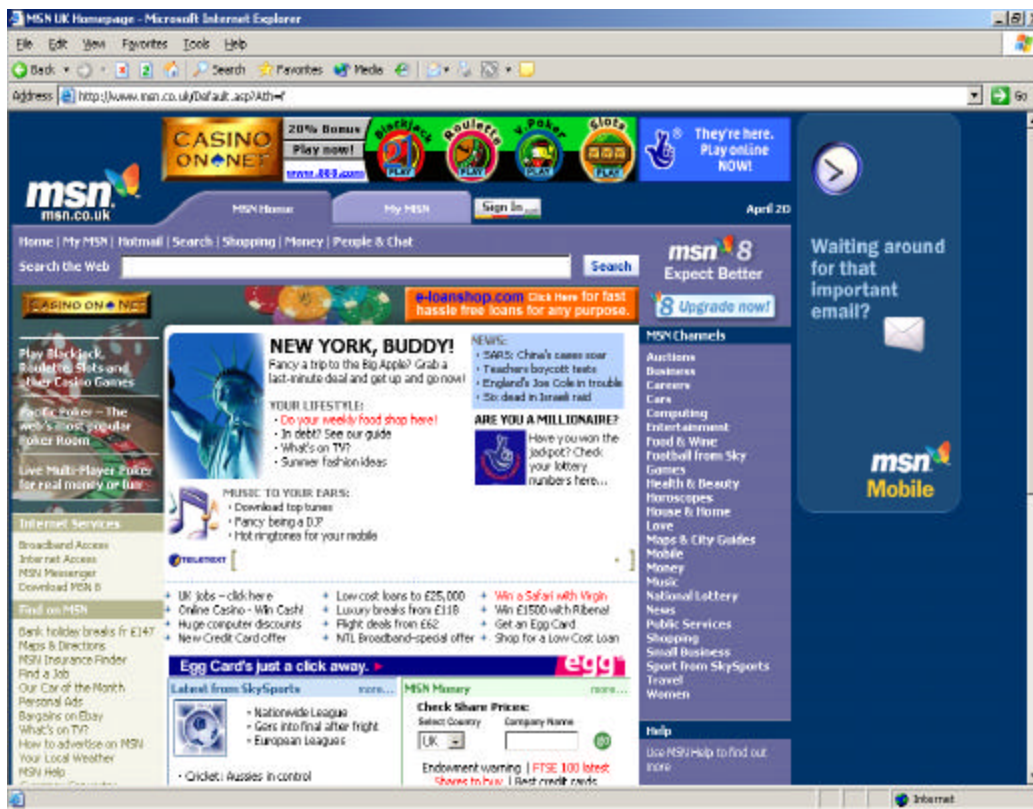 MSN UK Homepage - Microsoft Internet Explorer
File Edit View Favorites Tools Help
Back Search Favorites Media
Address http://www.msn.co.uk/Default.asp?Ath=f Go
CASINO ON NET
20% Bonus
Play now!
www.888.com
Blackjack 21 PLAY
Roulette PLAY
V.Poker PLAY
Slots PLAY
They're here.
Play online
NOW!
msn
msn.co.uk
MSN Home My MSN Sign In April 20
Home | My MSN | Hotmail | Search | Shopping | Money | People & Chat
Search the Web Search
msn 8
Expect Better
8 Upgrade now!
CASINO ON NET
e-loanshop.com Click Here for fast
hassle free loans for any purpose.
Play Blackjack,
Roulette, Slots and
other Casino Games
Pacific Poker – The
web's most popular
Poker Room
Live Multi-Player Poker
for real money or fun
Internet Services
Broadband Access
Internet Access
MSN Messenger
Download MSN 8
Find on MSN
Bank holiday breaks fr £147
Maps & Directions
MSN Insurance Finder
Find a Job
Our Car of the Month
Personal Ads
Bargains on Ebay
What's on TV?
How to advertise on MSN
Your Local Weather
MSN Help
NEW YORK, BUDDY!
Fancy a trip to the Big Apple? Grab a
last-minute deal and get up and go now!
YOUR LIFESTYLE:
· Do your weekly food shop here!
· In debt? See our guide
· What's on TV?
· Summer fashion ideas
MUSIC TO YOUR EARS:
· Download top tunes
· Fancy being a DJ?
· Hot ringtones for your mobile
TELETEXT [ ]
NEWS:
· SARS: China's cases soar
· Teachers boycott tests
· England's Joe Cole in trouble
· Six dead in Israeli raid
ARE YOU A MILLIONAIRE?
Have you won the
jackpot? Check
your lottery
numbers here...
+ UK jobs – click here
+ Online Casino - Win Cash!
+ Huge computer discounts
+ New Credit Card offer
+ Low cost loans to £25,000
+ Luxury breaks from £118
+ Flight deals from £62
+ NTL Broadband-special offer
+ Win a Safari with Virgin
+ Win £1500 with Ribena!
+ Get an Egg Card
+ Shop for a Low Cost Loan
Egg Card's just a click away. egg
Latest from SkySports more...
· Nationwide League
· Gers into final after fright
· European Leagues
· Cricket: Aussies in control
MSN Money more...
Check Share Prices:
Select Country Company Name
UK go
Endowment warning | FTSE 100 latest
Shares to buy | Best credit cards
MSN Channels
Auctions
Business
Careers
Cars
Computing
Entertainment
Food & Wine
Football from Sky
Games
Health & Beauty
Horoscopes
House & Home
Love
Maps & City Guides
Mobile
Money
Music
National Lottery
News
Public Services
Shopping
Small Business
Sport from SkySports
Travel
Women
Help
Use MSN Help to find out
more
Waiting around
for that
important
email?
msn
Mobile
Internet